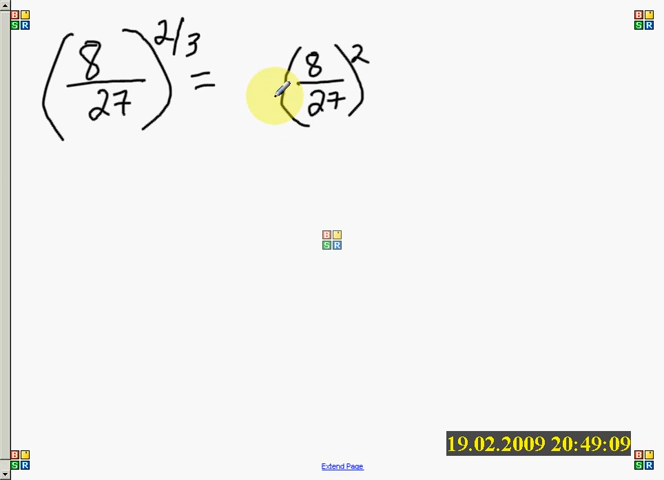 (8/27)^2/3 = (8/27)^2
B "
S R
19.02.2009 20:49:09
Extend Page